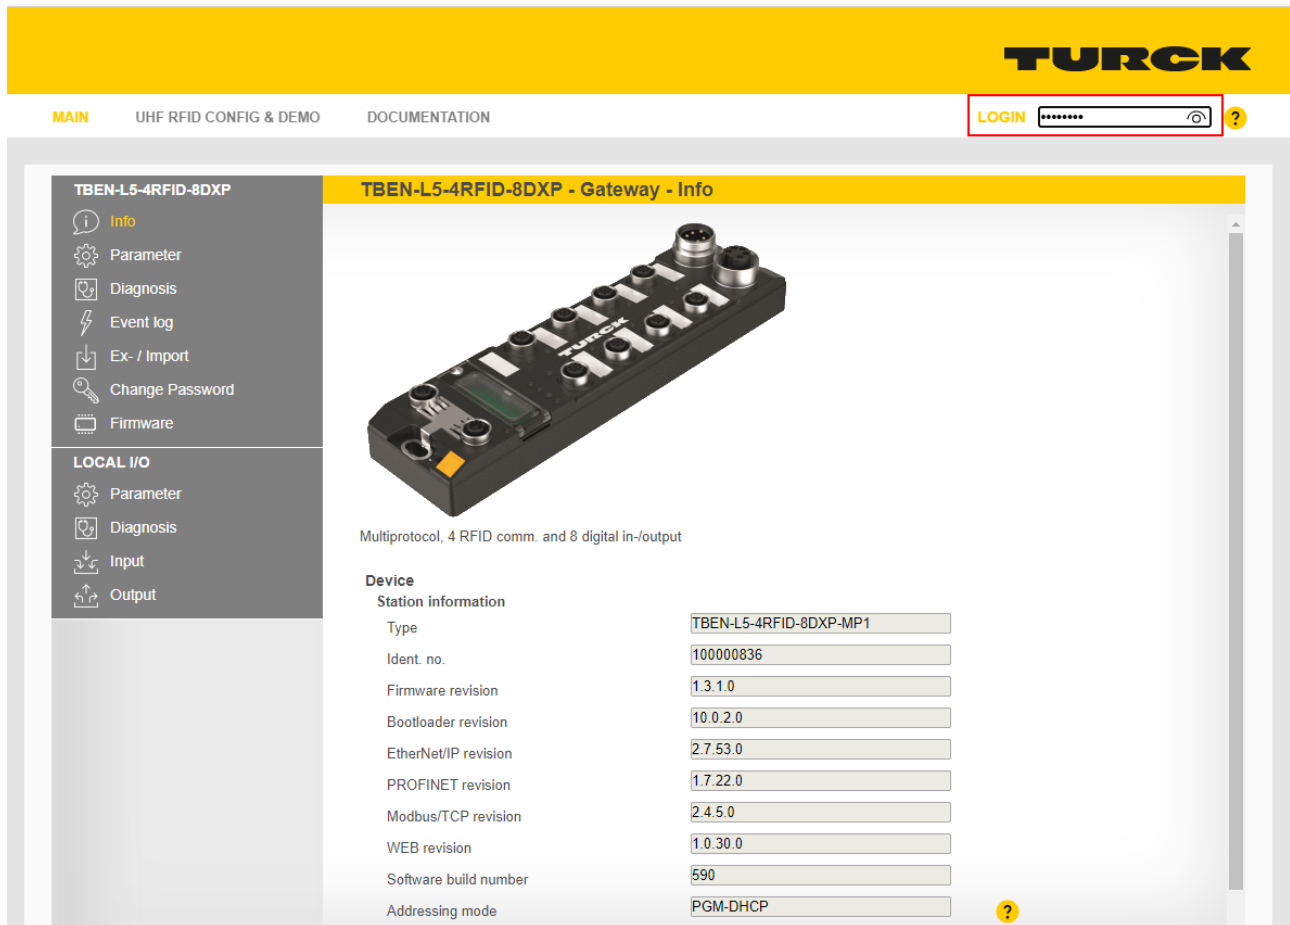 TURCK
MAIN UHF RFID CONFIG & DEMO DOCUMENTATION LOGIN •••••••• ?
TBEN-L5-4RFID-8DXP
Info
Parameter
Diagnosis
Event log
Ex- / Import
Change Password
Firmware
LOCAL I/O
Parameter
Diagnosis
Input
Output
TBEN-L5-4RFID-8DXP - Gateway - Info
TURCK
Multiprotocol, 4 RFID comm. and 8 digital in-/output
Device
Station information
Type TBEN-L5-4RFID-8DXP-MP1
Ident. no. 100000836
Firmware revision 1.3.1.0
Bootloader revision 10.0.2.0
EtherNet/IP revision 2.7.53.0
PROFINET revision 1.7.22.0
Modbus/TCP revision 2.4.5.0
WEB revision 1.0.30.0
Software build number 590
Addressing mode PGM-DHCP ?